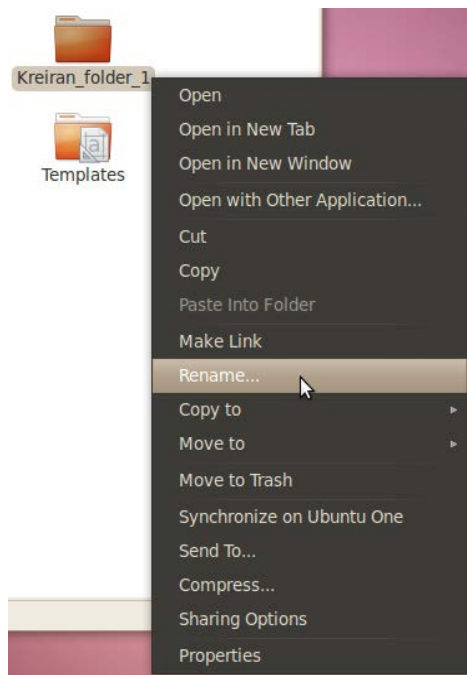 Kreiran_folder_1
Templates
Open
Open in New Tab
Open in New Window
Open with Other Application...
Cut
Copy
Paste Into Folder
Make Link
Rename...
Copy to
Move to
Move to Trash
Synchronize on Ubuntu One
Send To...
Compress...
Sharing Options
Properties